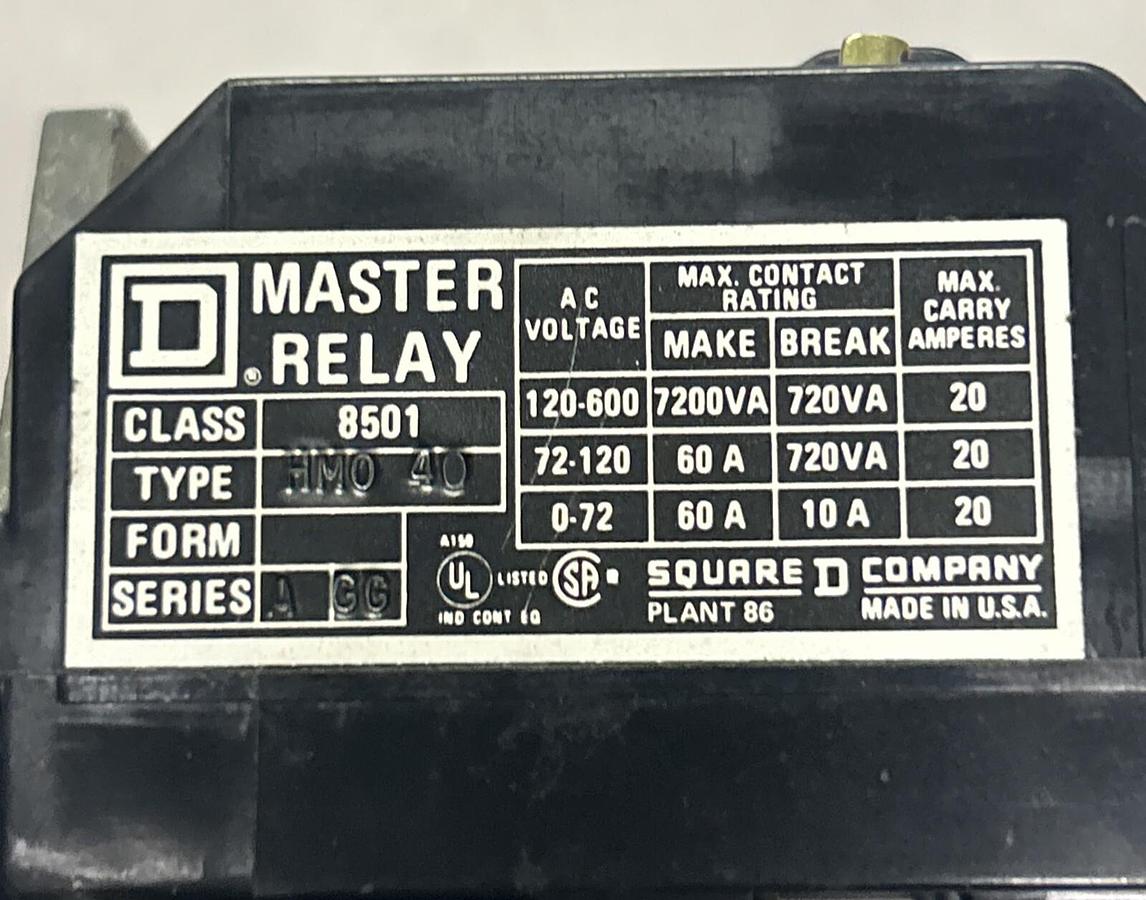 D
MASTER
RELAY
CLASS 8501
TYPE HMO 40
FORM
SERIES A GG
AC VOLTAGE
MAX. CONTACT RATING
MAKE BREAK
MAX. CARRY AMPERES
120-600 7200VA 720VA 20
72-120 60 A 720VA 20
0-72 60 A 10 A 20
A150
UL LISTED SA ®
IND CONT EQ
SQUARE D COMPANY
PLANT 86 MADE IN U.S.A.